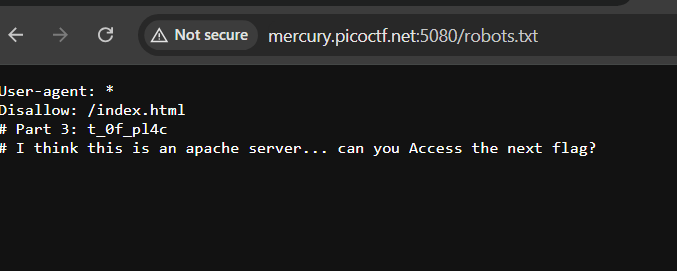 Not secure mercury.picoctf.net:5080/robots.txt
User-agent: *
Disallow: /index.html
# Part 3: t_0f_pl4c
# I think this is an apache server... can you Access the next flag?